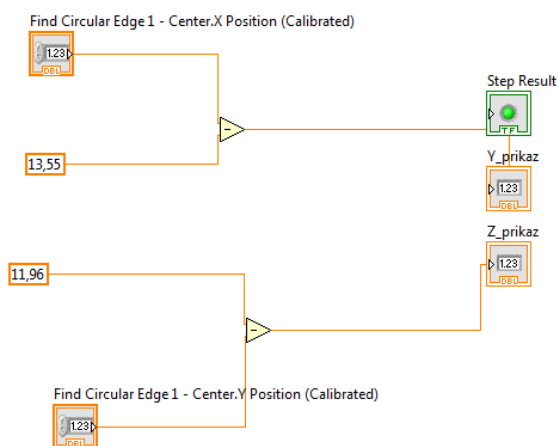 Find Circular Edge 1 - Center.X Position (Calibrated)
1.23
DBL
Step Result
TF
13,55
Y_prikaz
1.23
DBL
Z_prikaz
1.23
DBL
11,96
Find Circular Edge 1 - Center.Y Position (Calibrated)
1.23
DBL